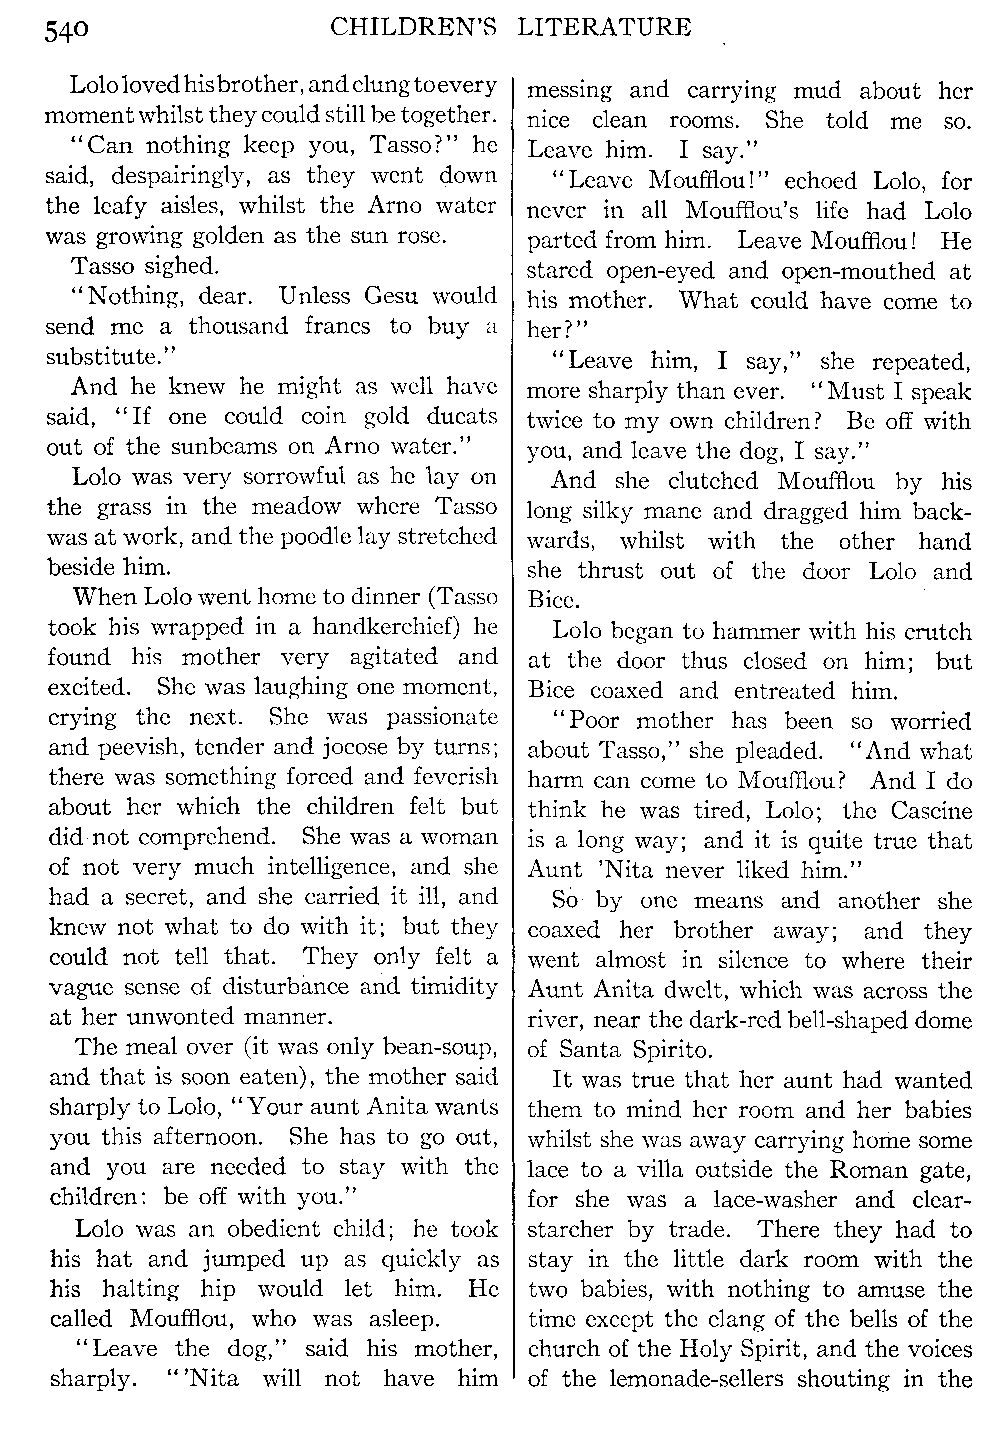 540
CHILDREN'S LITERATURE
Lolo loved his brother, and clung to every
moment whilst they could still be together.
"Can nothing keep you, Tasso?" he
said, despairingly, as they went down
the leafy aisles, whilst the Arno water
was growing golden as the sun rose.
Tasso sighed.
"Nothing, dear. Unless Gesu would
send me a thousand francs to buy a
substitute."
And he knew he might as well have
said, "If one could coin gold ducats
out of the sunbeams on Arno water."
Lolo was very sorrowful as he lay on
the grass in the meadow where Tasso
was at work, and the poodle lay stretched
beside him.
When Lolo went home to dinner (Tasso
took his wrapped in a handkerchief) he
found his mother very agitated and
excited. She was laughing one moment,
crying the next. She was passionate
and peevish, tender and jocose by turns;
there was something forced and feverish
about her which the children felt but
did not comprehend. She was a woman
of not very much intelligence, and she
had a secret, and she carried it ill, and
knew not what to do with it; but they
could not tell that. They only felt a
vague sense of disturbance and timidity
at her unwonted manner.
The meal over (it was only bean-soup,
and that is soon eaten), the mother said
sharply to Lolo, "Your aunt Anita wants
you this afternoon. She has to go out,
and you are needed to stay with the
children: be off with you."
Lolo was an obedient child; he took
his hat and jumped up as quickly as
his halting hip would let him. He
called Moufflou, who was asleep.
"Leave the dog," said his mother,
sharply. "'Nita will not have him
messing and carrying mud about her
nice clean rooms. She told me so.
Leave him. I say."
"Leave Moufflou!" echoed Lolo, for
never in all Moufflou's life had Lolo
parted from him. Leave Moufflou! He
stared open-eyed and open-mouthed at
his mother. What could have come to
her?"
"Leave him, I say," she repeated,
more sharply than ever. "Must I speak
twice to my own children? Be off with
you, and leave the dog, I say."
And she clutched Moufflou by his
long silky mane and dragged him back-
wards, whilst with the other hand
she thrust out of the door Lolo and
Bice.
Lolo began to hammer with his crutch
at the door thus closed on him; but
Bice coaxed and entreated him.
"Poor mother has been so worried
about Tasso," she pleaded. "And what
harm can come to Moufflou? And I do
think he was tired, Lolo; the Cascine
is a long way; and it is quite true that
Aunt 'Nita never liked him."
So by one means and another she
coaxed her brother away; and they
went almost in silence to where their
Aunt Anita dwelt, which was across the
river, near the dark-red bell-shaped dome
of Santa Spirito.
It was true that her aunt had wanted
them to mind her room and her babies
whilst she was away carrying home some
lace to a villa outside the Roman gate,
for she was a lace-washer and clear-
starcher by trade. There they had to
stay in the little dark room with the
two babies, with nothing to amuse the
time except the clang of the bells of the
church of the Holy Spirit, and the voices
of the lemonade-sellers shouting in the